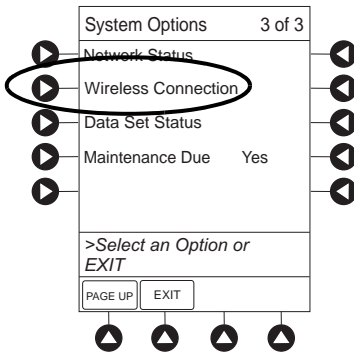 System Options 3 of 3
Network Status
Wireless Connection
Data Set Status
Maintenance Due Yes
>Select an Option or
EXIT
PAGE UP EXIT